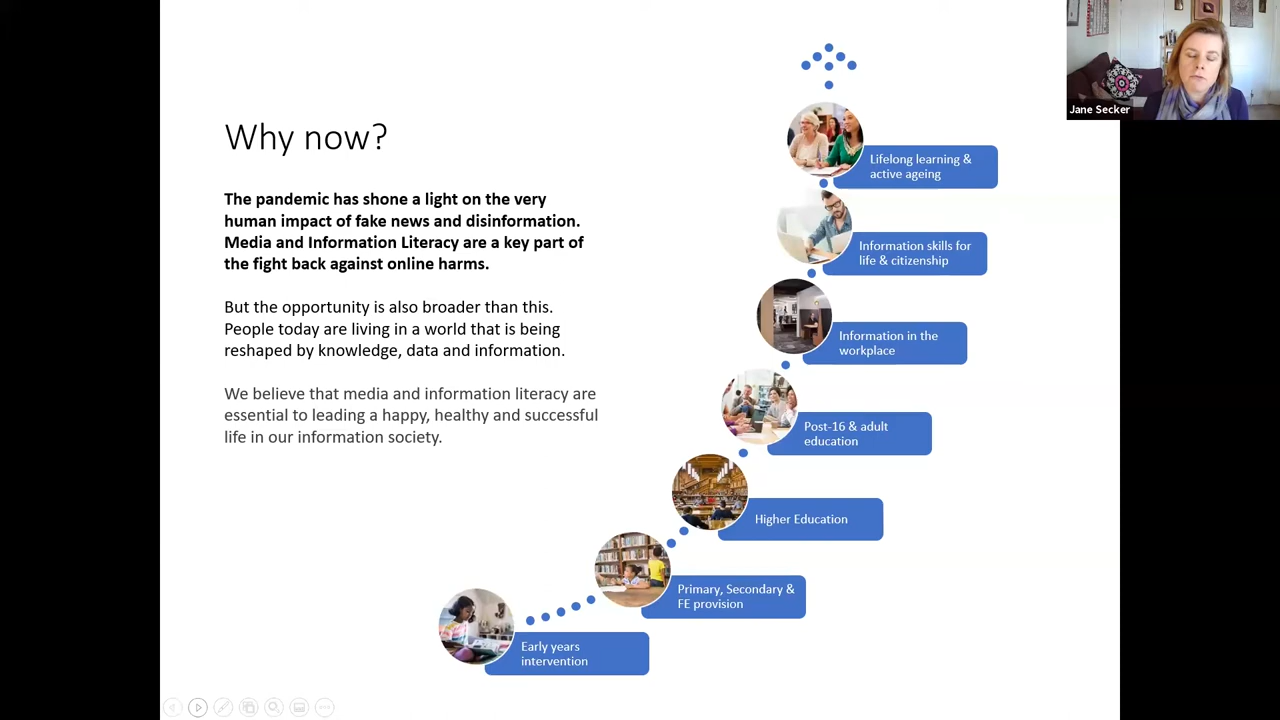 Why now?
The pandemic has shone a light on the very
human impact of fake news and disinformation.
Media and Information Literacy are a key part of
the fight back against online harms.
But the opportunity is also broader than this.
People today are living in a world that is being
reshaped by knowledge, data and information.
We believe that media and information literacy are
essential to leading a happy, healthy and successful
life in our information society.
Jane Secker
Lifelong learning &
active ageing
Information skills for
life & citizenship
Information in the
workplace
Post-16 & adult
education
Higher Education
Primary, Secondary &
FE provision
Early years
intervention